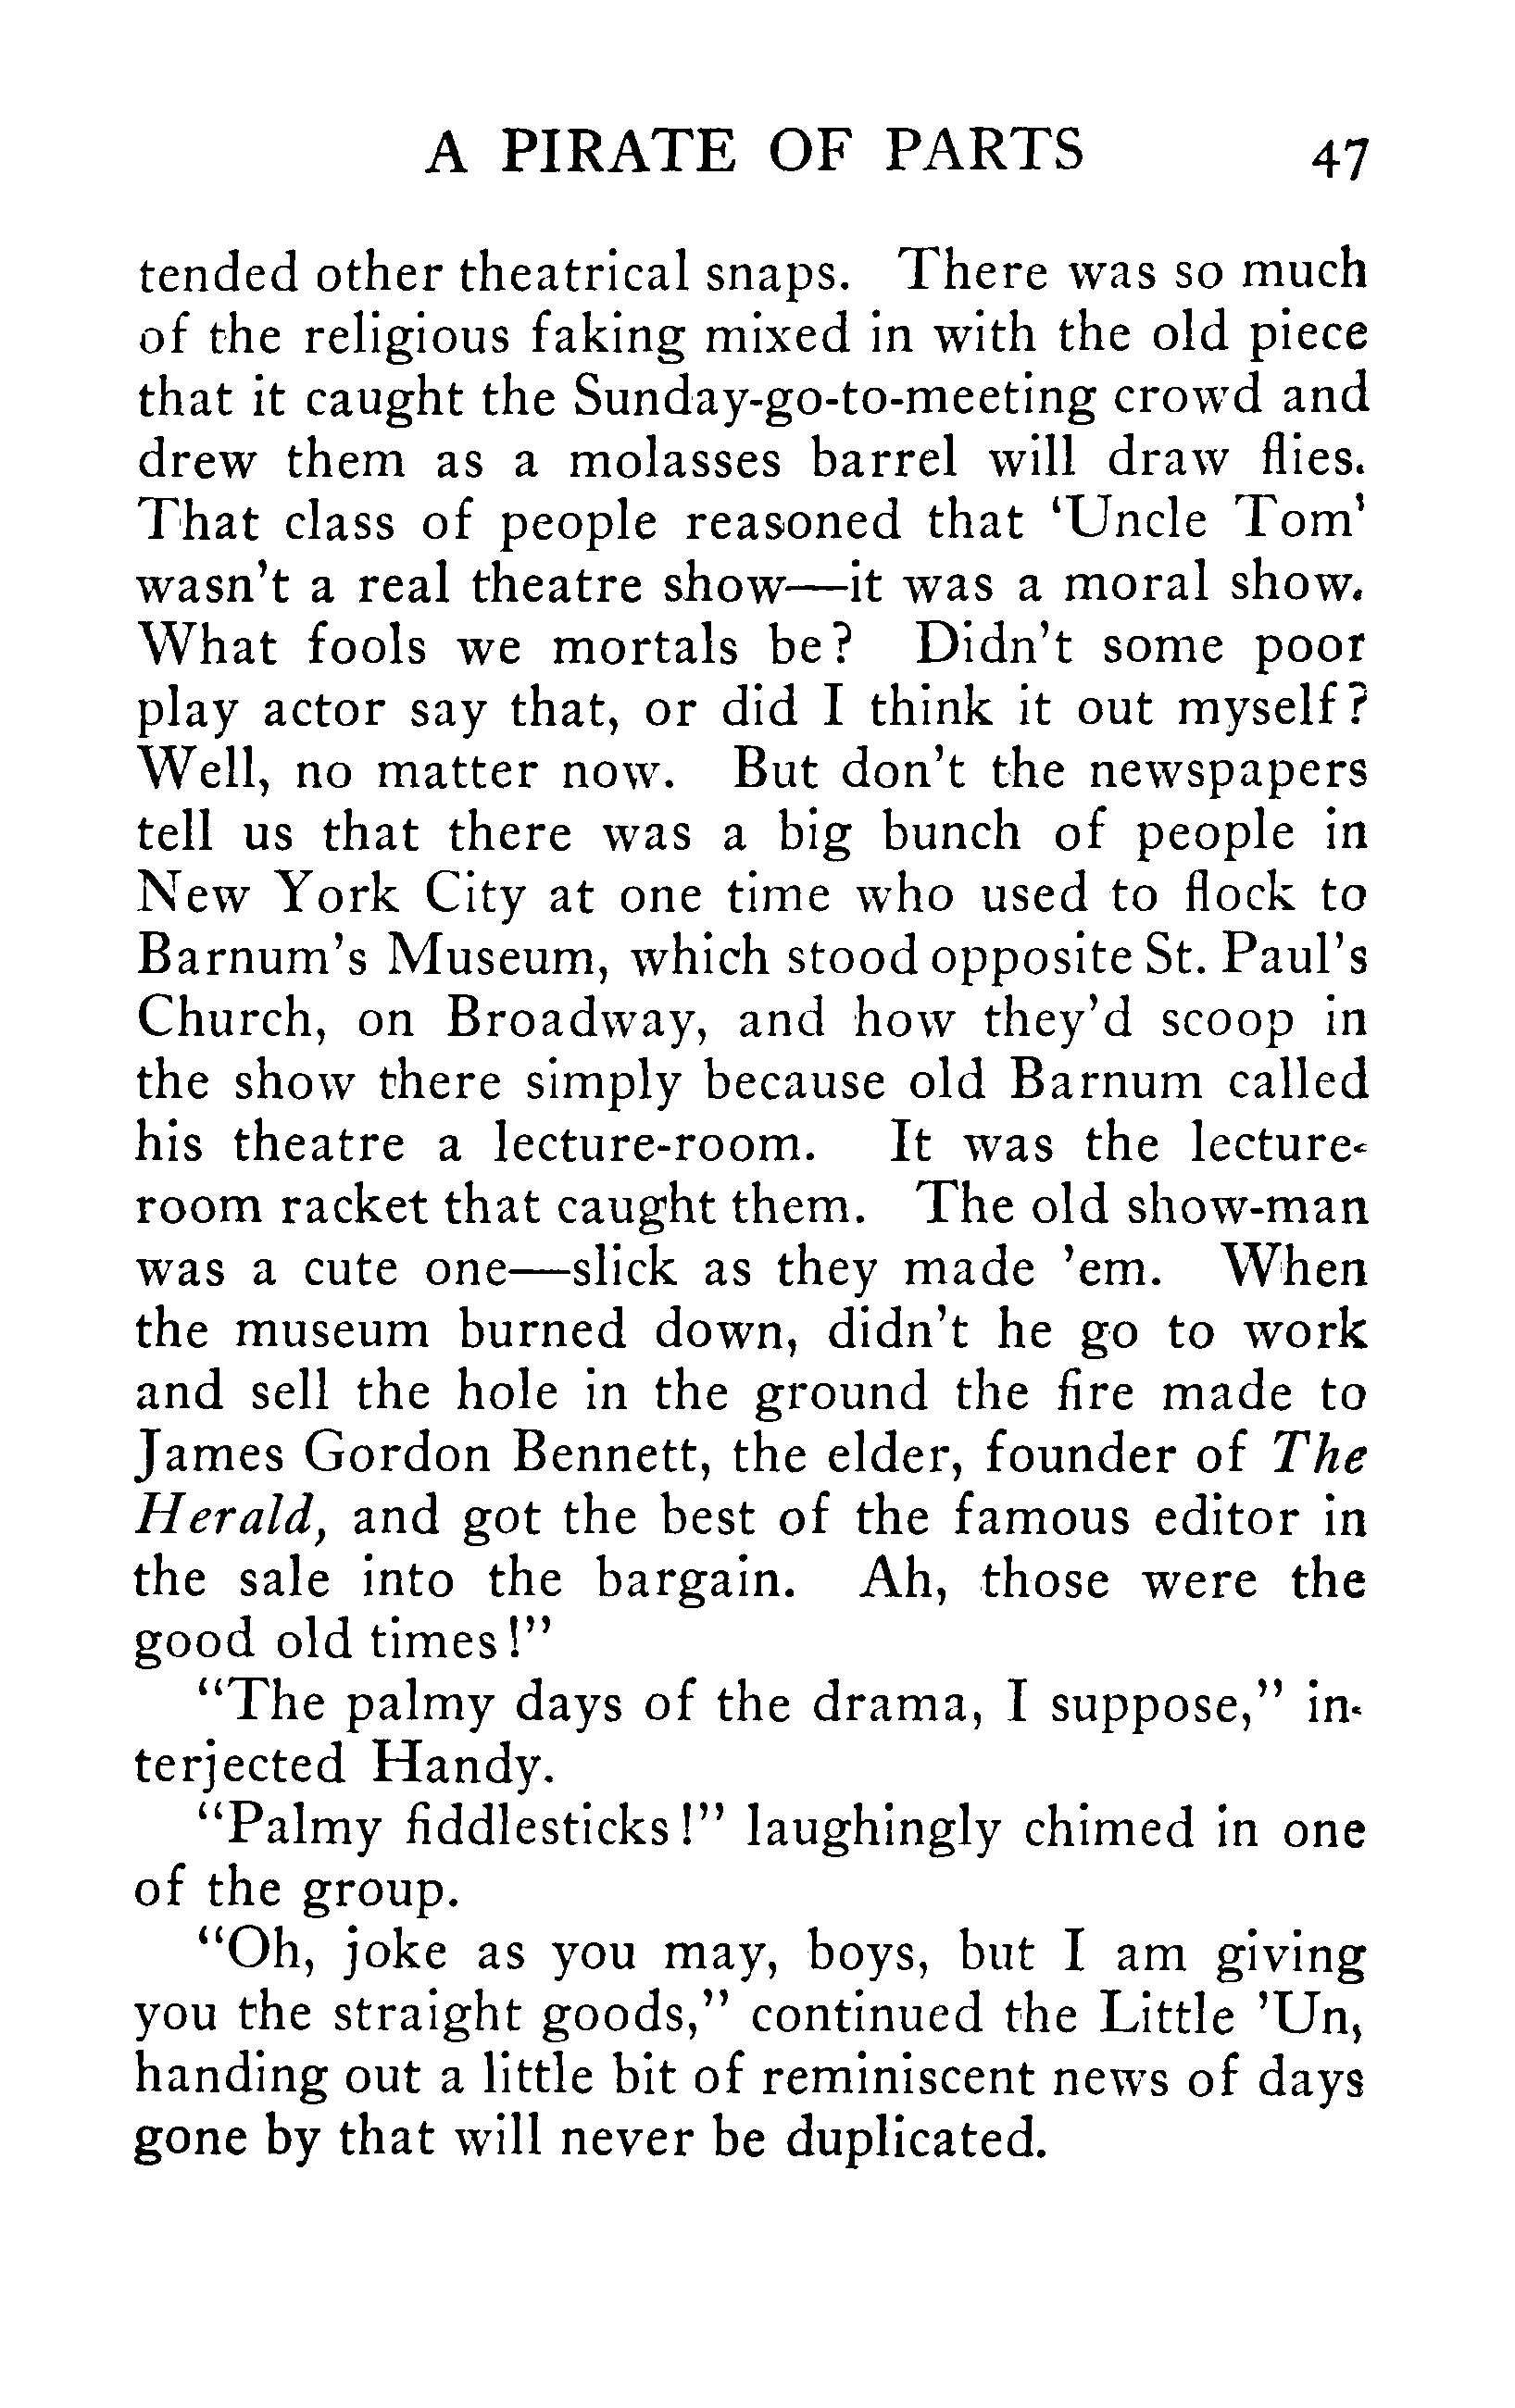 A PIRATE OF PARTS 47
tended other theatrical snaps. There was so much
of the religious faking mixed in with the old piece
that it caught the Sunday-go-to-meeting crowd and
drew them as a molasses barrel will draw flies.
That class of people reasoned that ‘Uncle Tom’
wasn’t a real theatre show—it was a moral show.
What fools we mortals be? Didn’t some poor
play actor say that, or did I think it out myself?
Well, no matter now. But don’t the newspapers
tell us that there was a big bunch of people in
New York City at one time who used to flock to
Barnum’s Museum, which stood opposite St. Paul’s
Church, on Broadway, and how they’d scoop in
the show there simply because old Barnum called
his theatre a lecture-room. It was the lecture-
room racket that caught them. The old show-man
was a cute one—slick as they made ’em. When
the museum burned down, didn’t he go to work
and sell the hole in the ground the fire made to
James Gordon Bennett, the elder, founder of The
Herald, and got the best of the famous editor in
the sale into the bargain. Ah, those were the
good old times!”
“The palmy days of the drama, I suppose,” in-
terjected Handy.
“Palmy fiddlesticks!” laughingly chimed in one
of the group.
“Oh, joke as you may, boys, but I am giving
you the straight goods,” continued the Little ’Un,
handing out a little bit of reminiscent news of days
gone by that will never be duplicated.